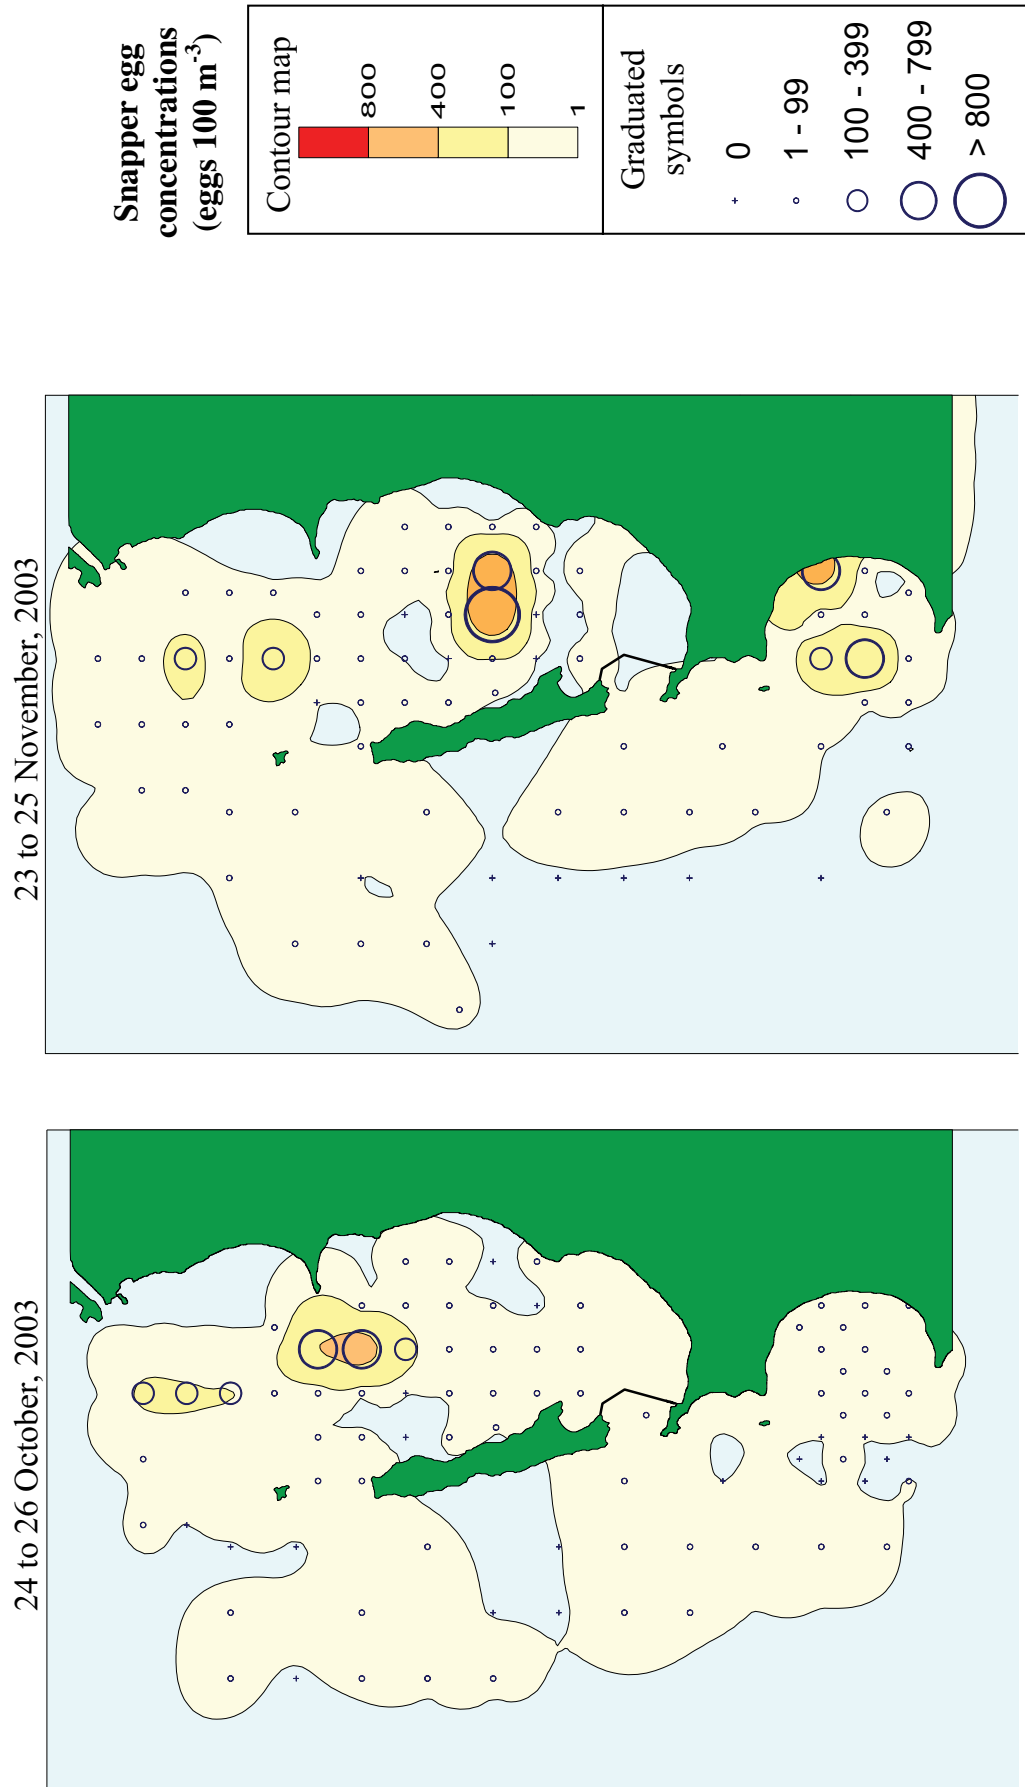 24 to 26 October, 2003
23 to 25 November, 2003
Snapper egg
concentrations
(eggs 100 m-3)
Contour map
800
400
100
1
Graduated
symbols
0
1 - 99
100 - 399
400 - 799
> 800